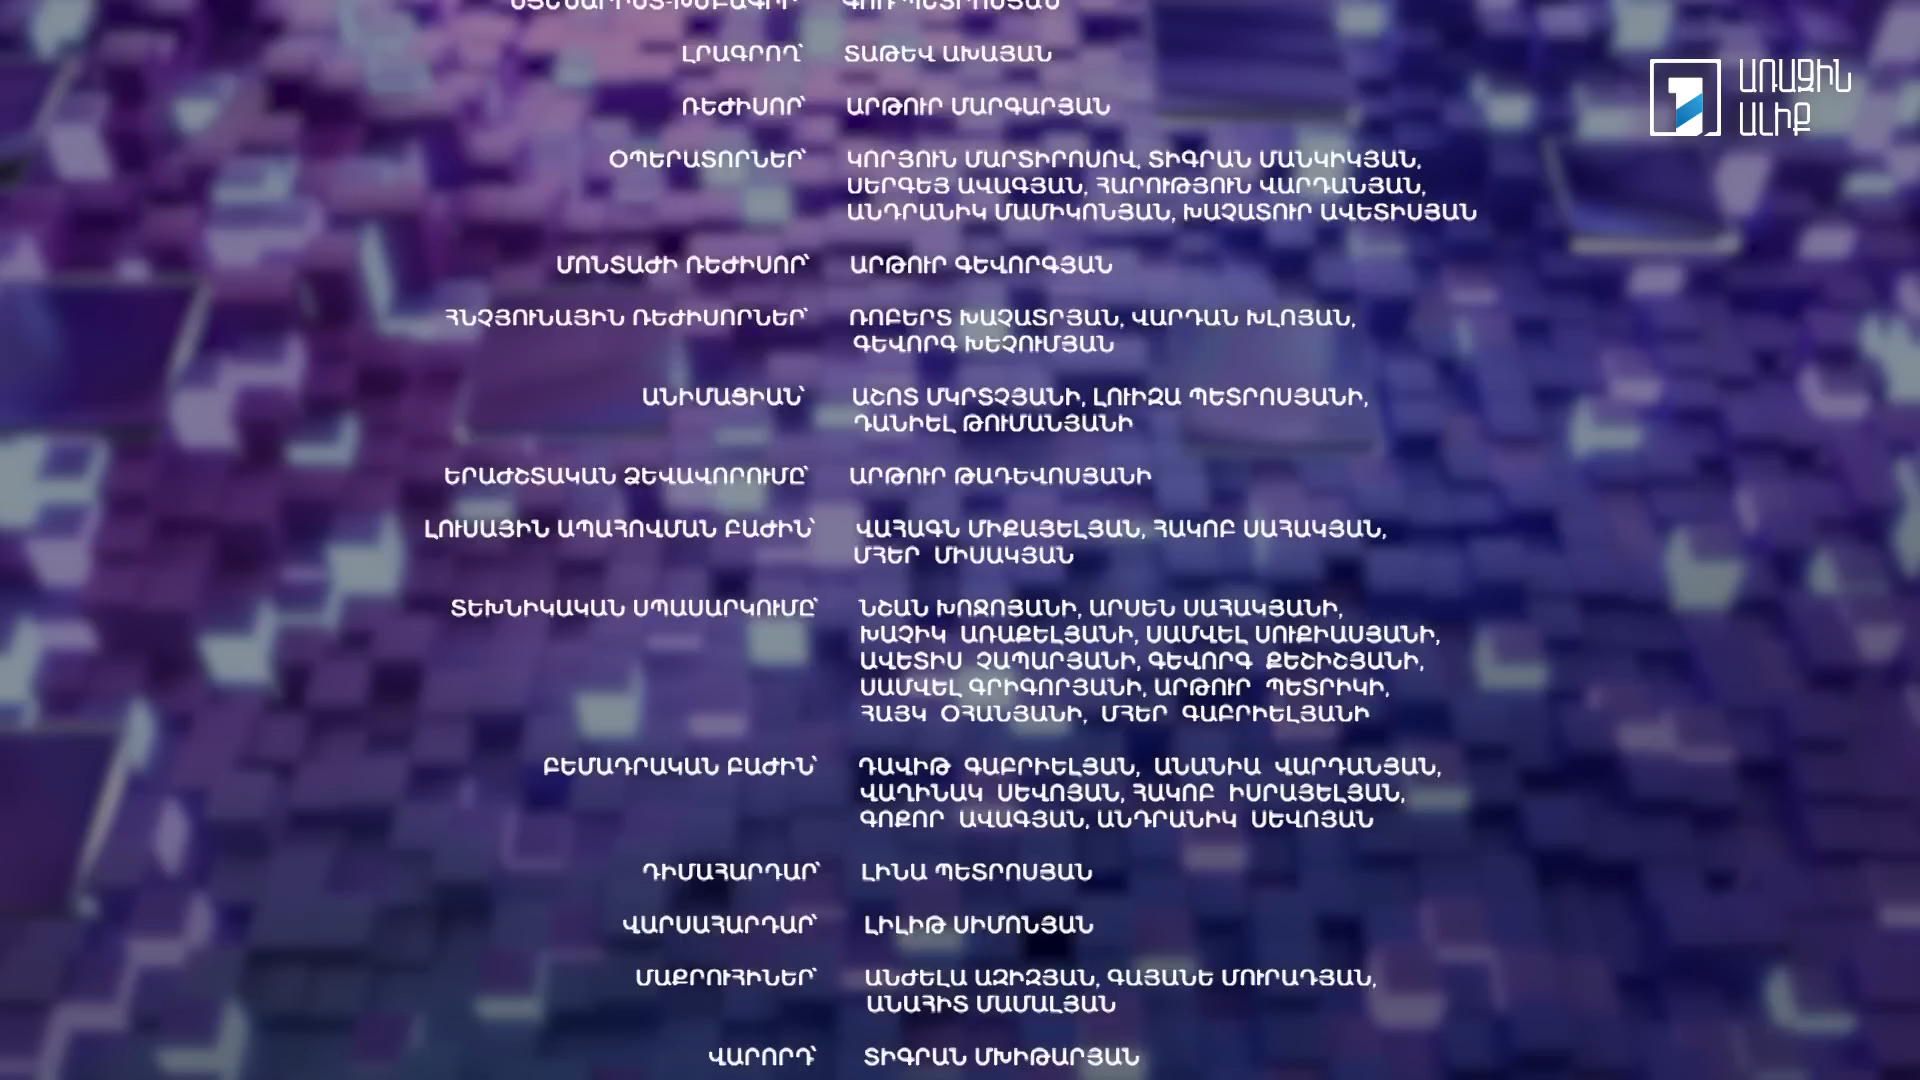 ՍՑԵՆԱՐԻՍՏ-ԽՄԲԱԳԻՐ՝ ԳՈՌ ՊԵՏՐՈՍՅԱՆ
ԼՐԱԳՐՈՂ՝ ՏԱԹԵՎ ԱԽԱՅԱՆ
ՌԵԺԻՍՈՐ՝ ԱՐԹՈՒՐ ՄԱՐԳԱՐՅԱՆ
ՕՊԵՐԱՏՈՐՆԵՐ՝ ԿՈՐՅՈՒՆ ՄԱՐՏԻՐՈՍՈՎ, ՏԻԳՐԱՆ ՄԱՆԿԻԿՅԱՆ,
ՍԵՐԳԵՅ ԱՎԱԳՅԱՆ, ՀԱՐՈՒԹՅՈՒՆ ՎԱՐԴԱՆՅԱՆ,
ԱՆԴՐԱՆԻԿ ՄԱՄԻԿՈՆՅԱՆ, ԽԱՉԱՏՈՒՐ ԱՎԵՏԻՍՅԱՆ
ՄՈՆՏԱԺԻ ՌԵԺԻՍՈՐ՝ ԱՐԹՈՒՐ ԳԵՎՈՐԳՅԱՆ
ՀՆՉՅՈՒՆԱՅԻՆ ՌԵԺԻՍՈՐՆԵՐ՝ ՌՈԲԵՐՏ ԽԱՉԱՏՐՅԱՆ, ՎԱՐԴԱՆ ԽԼՈՅԱՆ,
ԳԵՎՈՐԳ ԽԵՉՈՒՄՅԱՆ
ԱՆԻՄԱՑԻԱՆ՝ ԱՇՈՏ ՄԿՐՏՉՅԱՆԻ, ԼՈՒԻԶԱ ՊԵՏՐՈՍՅԱՆԻ,
ԴԱՆԻԵԼ ԹՈՒՄԱՆՅԱՆԻ
ԵՐԱԺՇՏԱԿԱՆ ՁԵՎԱՎՈՐՈՒՄԸ՝ ԱՐԹՈՒՐ ԹԱԴԵՎՈՍՅԱՆԻ
ԼՈՒՍԱՅԻՆ ԱՊԱՀՈՎՄԱՆ ԲԱԺԻՆ՝ ՎԱՀԱԳՆ ՄԻՔԱՅԵԼՅԱՆ, ՀԱԿՈԲ ՍԱՀԱԿՅԱՆ,
ՄՀԵՐ ՄԻՍԱԿՅԱՆ
ՏԵԽՆԻԿԱԿԱՆ ՍՊԱՍԱՐԿՈՒՄԸ՝ ՆՇԱՆ ԽՈՋՈՅԱՆԻ, ԱՐՍԵՆ ՍԱՀԱԿՅԱՆԻ,
ԽԱՉԻԿ ԱՌԱՔԵԼՅԱՆԻ, ՍԱՄՎԵԼ ՍՈՒՔԻԱՍՅԱՆԻ,
ԱՎԵՏԻՍ ՉԱՊԱՐՅԱՆԻ, ԳԵՎՈՐԳ ՔԵՇԻՇՅԱՆԻ,
ՍԱՄՎԵԼ ԳՐԻԳՈՐՅԱՆԻ, ԱՐԹՈՒՐ ՊԵՏՐԻԿԻ,
ՀԱՅԿ ՕՀԱՆՅԱՆԻ, ՄՀԵՐ ԳԱԲՐԻԵԼՅԱՆԻ
ԲԵՄԱԴՐԱԿԱՆ ԲԱԺԻՆ՝ ԴԱՎԻԹ ԳԱԲՐԻԵԼՅԱՆ, ԱՆԱՆԻԱ ՎԱՐԴԱՆՅԱՆ,
ՎԱՂԻՆԱԿ ՍԵՎՈՅԱՆ, ՀԱԿՈԲ ԻՍՐԱՅԵԼՅԱՆ,
ԳՈՔՈՐ ԱՎԱԳՅԱՆ, ԱՆԴՐԱՆԻԿ ՍԵՎՈՅԱՆ
ԴԻՄԱՀԱՐԴԱՐ՝ ԼԻՆԱ ՊԵՏՐՈՍՅԱՆ
ՎԱՐՍԱՀԱՐԴԱՐ՝ ԼԻԼԻԹ ՍԻՄՈՆՅԱՆ
ՄԱՔՐՈՒՀԻՆԵՐ՝ ԱՆԺԵԼԱ ԱԶԻԶՅԱՆ, ԳԱՅԱՆԵ ՄՈՒՐԱԴՅԱՆ,
ԱՆԱՀԻՏ ՄԱՄԱԼՅԱՆ
ՎԱՐՈՐԴ՝ ՏԻԳՐԱՆ ՄԽԻԹԱՐՅԱՆ
1 ԱՌԱՋԻՆ
ԱԼԻՔ